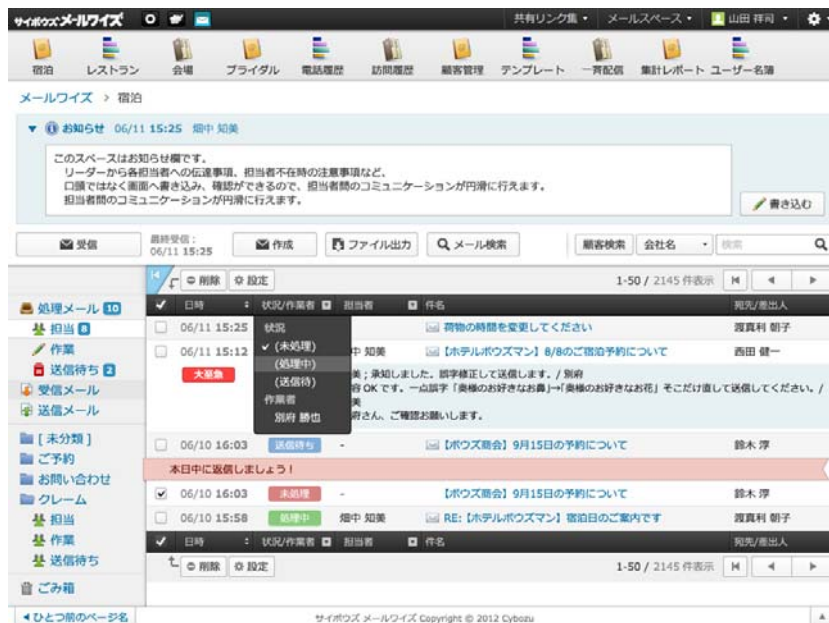 サイボウズ メールワイズ
共有リンク集 メールスペース 山田 祥司
宿泊 レストラン 会場 ブライダル 電話履歴 訪問履歴 顧客管理 テンプレート 一斉配信 集計レポート ユーザー名簿
メールワイズ > 宿泊
お知らせ 06/11 15:25 畑中 知美
このスペースはお知らせ欄です。
リーダーから各担当者への伝達事項、担当者不在時の注意事項など、
口頭ではなく画面へ書き込み、確認ができるので、担当者間のコミュニケーションが円滑に行えます。
担当者間のコミュニケーションが円滑に行えます。
書き込む
受信 最終受信: 06/11 15:25 作成 ファイル出力 メール検索 顧客検索 会社名 検索
削除 設定 1-50 / 2145 件表示
処理メール 10
担当 8
作業
送信待ち 2
受信メール
送信メール
[ 未分類 ]
ご予約
お問い合わせ
クレーム
担当
作業
送信待ち
ごみ箱
日時 状況/作業者 担当者 件名 宛先/差出人
06/11 15:25 荷物の時間を変更してください 渡真利 朝子
06/11 15:12 中 知美 【ホテルボウズマン】8/8のご宿泊予約について 西田 健一
大至急
状況
(未処理)
(処理中)
(送信待)
作業者
別府 勝也
美 ; 承知しました。誤字修正して送信します。/ 別府
容 OK です。一点誤字「奥様のお好きなお鼻」→「奥様のお好きなお花」そこだけ直して送信してください。/
美
府さん、ご確認お願いします。
06/10 16:03 送信待ち - 【ボウズ商会】9月15日の予約について 鈴木 淳
本日中に返信しましょう!
06/10 16:03 未処理 - 【ボウズ商会】9月15日の予約について 鈴木 淳
06/10 15:58 処理中 畑中 知美 RE:【ホテルボウズマン】宿泊日のご案内です 渡真利 朝子
日時 状況/作業者 担当者 件名 宛先/差出人
削除 設定 1-50 / 2145 件表示
ひとつ前のページ名 サイボウズ メールワイズ Copyright © 2012 Cybozu